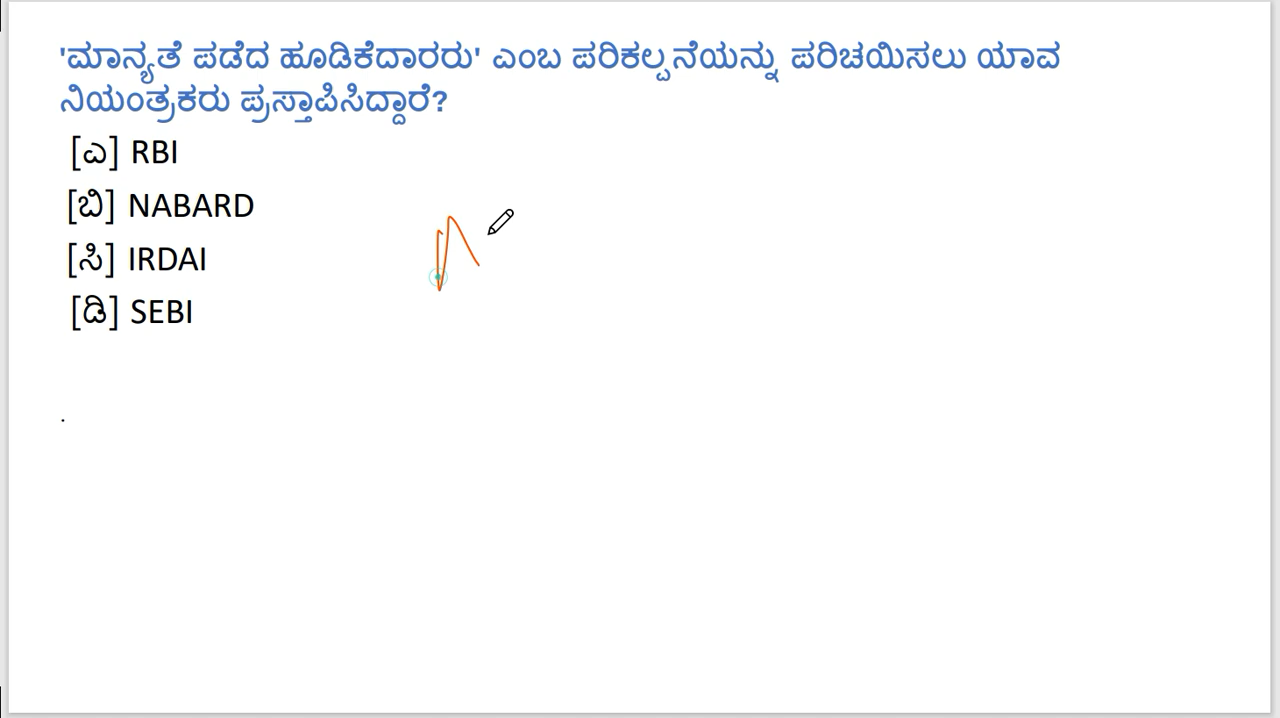 'ಮಾನ್ಯತೆ ಪಡೆದ ಹೂಡಿಕೆದಾರರು' ಎಂಬ ಪರಿಕಲ್ಪನೆಯನ್ನು ಪರಿಚಯಿಸಲು ಯಾವ
ನಿಯಂತ್ರಕರು ಪ್ರಸ್ತಾಪಿಸಿದ್ದಾರೆ?
[ಎ] RBI
[ಬಿ] NABARD
[ಸಿ] IRDAI
[ಡಿ] SEBI
.